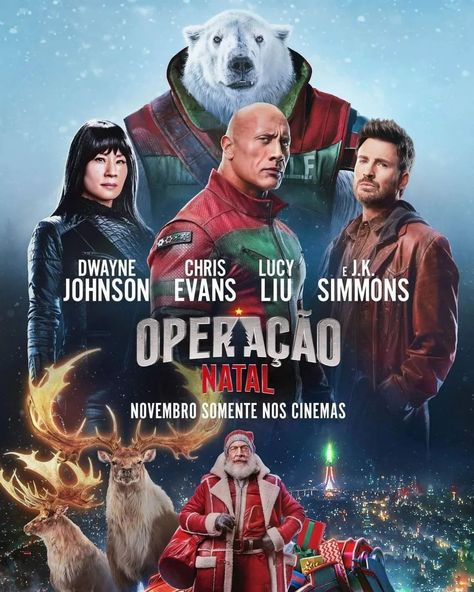 DWAYNE
JOHNSON
CHRIS
EVANS
LUCY
LIU
E J.K.
SIMMONS
OPERAÇÃO
NATAL
NOVEMBRO SOMENTE NOS CINEMAS